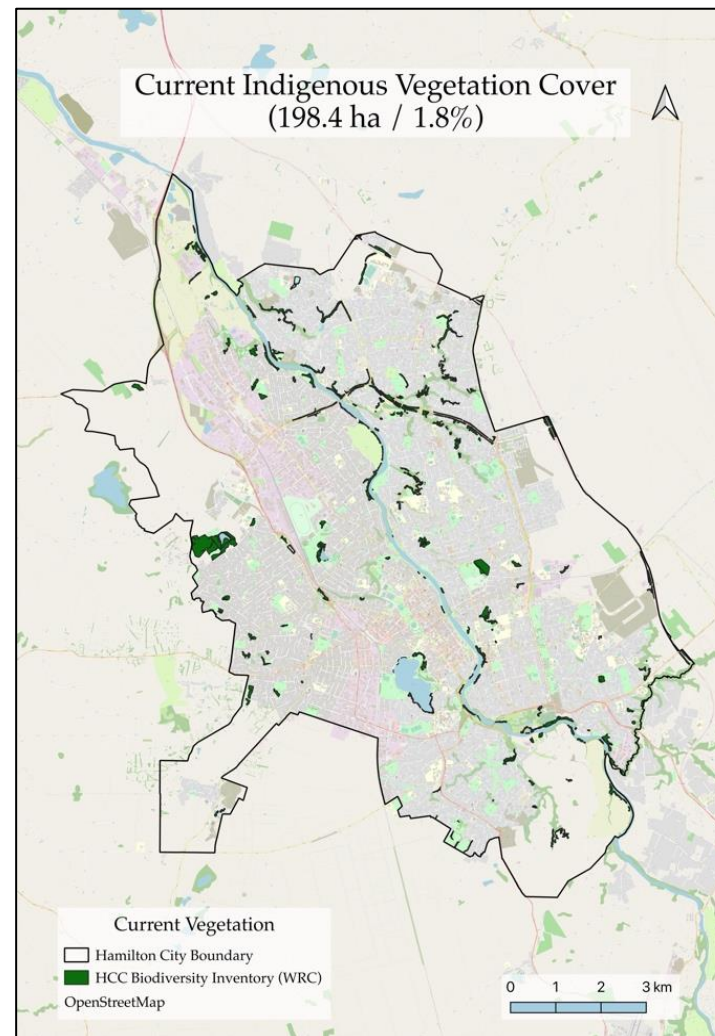 Current Indigenous Vegetation Cover
(198.4 ha / 1.8%)
Current Vegetation
Hamilton City Boundary
HCC Biodiversity Inventory (WRC)
OpenStreetMap
0 1 2 3 km